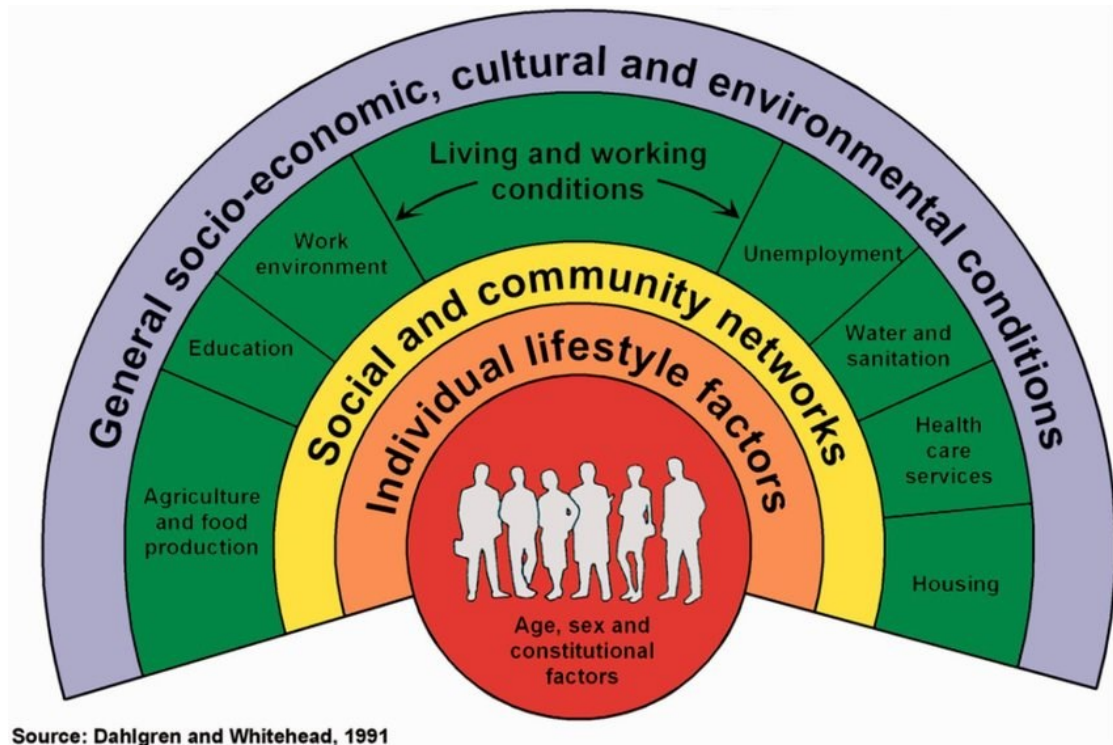 General socio-economic, cultural and environmental conditions
Living and working
conditions
Work
environment
Unemployment
Education
Water and
sanitation
Agriculture
and food
production
Health
care
services
Housing
Social and community networks
Individual lifestyle factors
Age, sex and
constitutional
factors
Source: Dahlgren and Whitehead, 1991